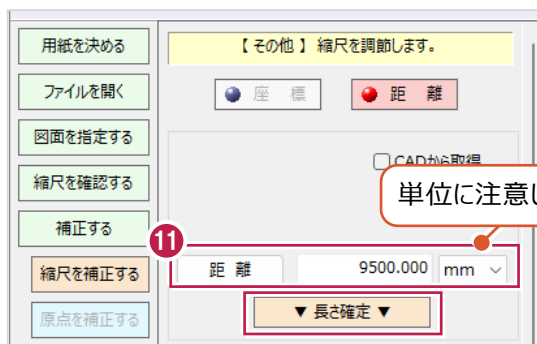 用紙を決める
【 その他 】 縮尺を調節します。
ファイルを開く
座 標
距 離
図面を指定する
CADから取得
縮尺を確認する
単位に注意し
補正する
11
縮尺を補正する
距 離
9500.000 mm
▼ 長さ確定 ▼
原点を補正する